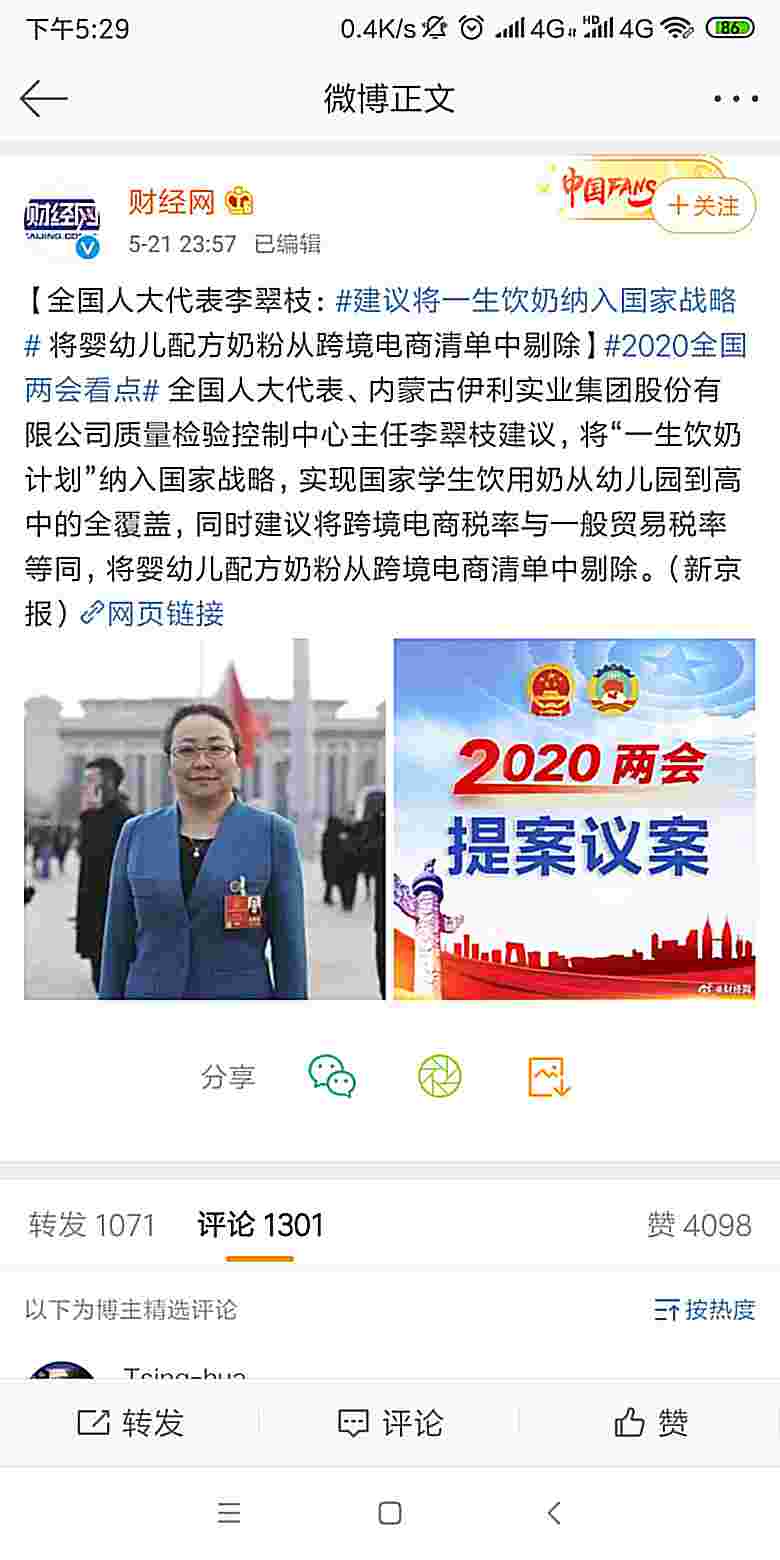 下午5:29
0.4K/s 4G HD 4G 86
微博正文
财经网
5-21 23:57 已编辑
中国FANS
+关注
【全国人大代表李翠枝：#建议将一生饮奶纳入国家战略
# 将婴幼儿配方奶粉从跨境电商清单中剔除】#2020全国
两会看点# 全国人大代表、内蒙古伊利实业集团股份有
限公司质量检验控制中心主任李翠枝建议，将“一生饮奶
计划”纳入国家战略，实现国家学生饮用奶从幼儿园到高
中的全覆盖，同时建议将跨境电商税率与一般贸易税率
等同，将婴幼儿配方奶粉从跨境电商清单中剔除。（新京
报）网页链接
2020 两会
提案议案
@财经网
分享
转发 1071 评论 1301 赞 4098
以下为博主精选评论 按热度
Tsing-hua
转发 评论 赞